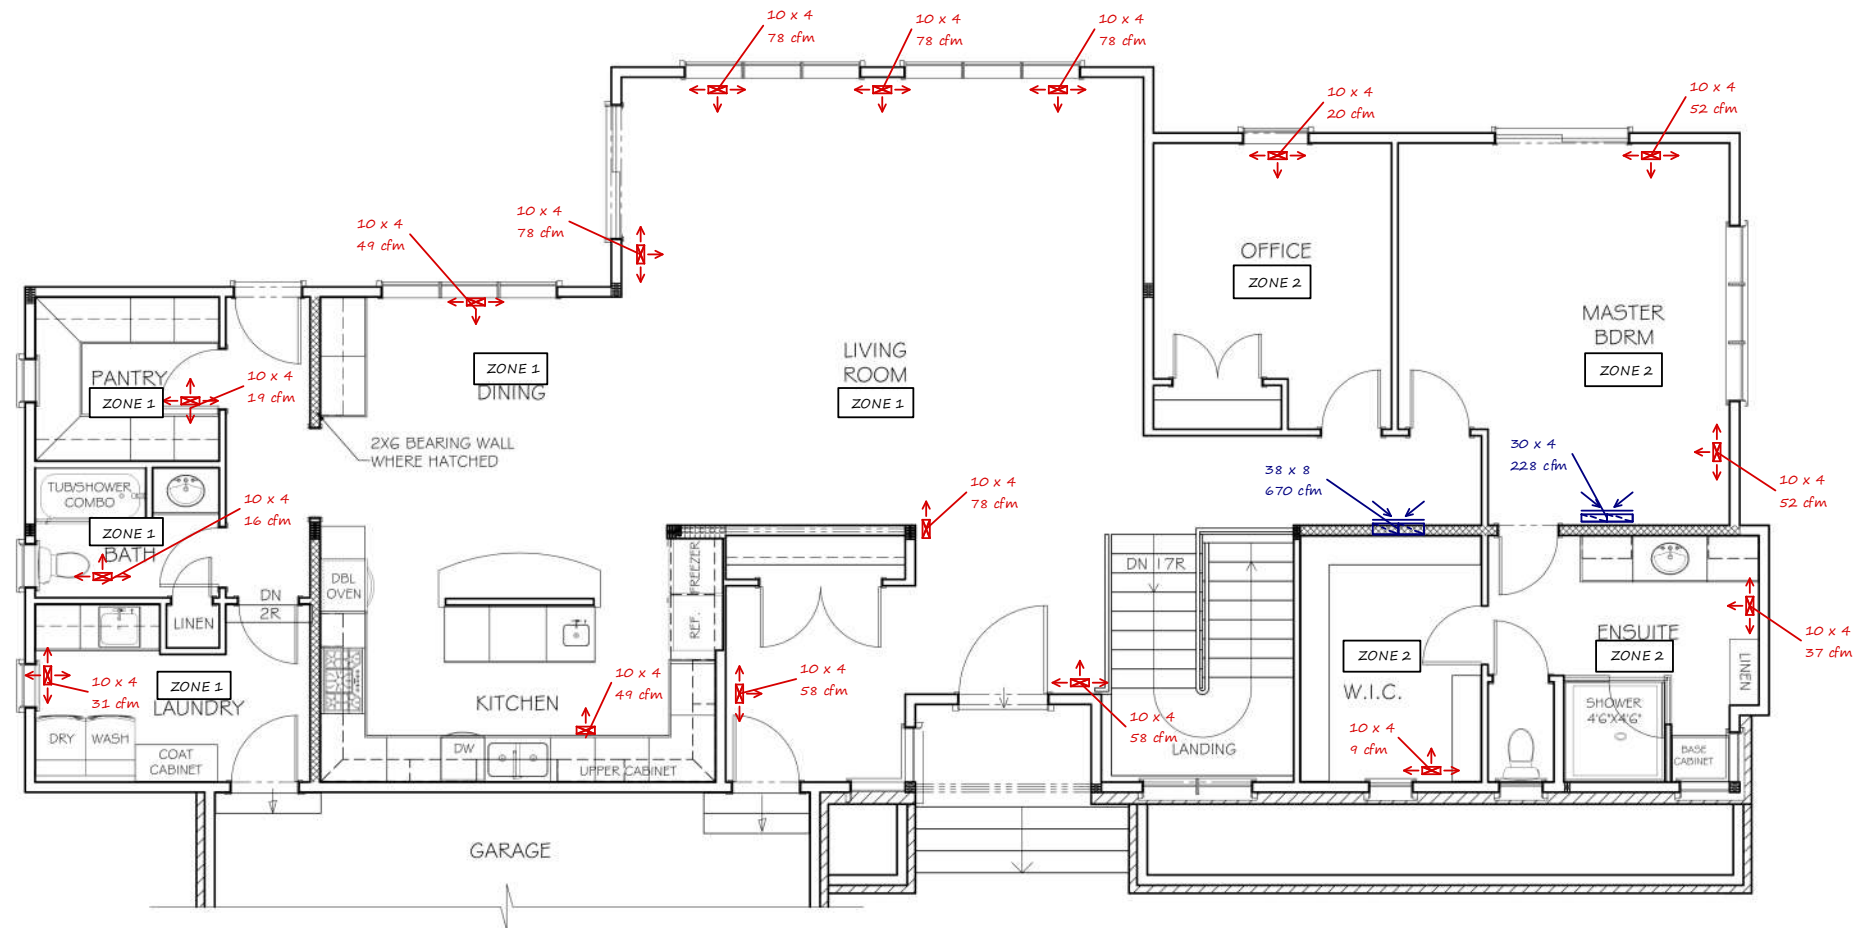 10 x 4
78 cfm
10 x 4
78 cfm
10 x 4
78 cfm
10 x 4
20 cfm
10 x 4
52 cfm
10 x 4
49 cfm
10 x 4
78 cfm
OFFICE
ZONE 2
MASTER
BDRM
ZONE 2
LIVING
ROOM
ZONE 1
ZONE 1
DINING
PANTRY
ZONE 1
10 x 4
19 cfm
2X6 BEARING WALL
WHERE HATCHED
TUB/SHOWER
COMBO
10 x 4
16 cfm
ZONE 1
BATH
10 x 4
78 cfm
38 x 8
670 cfm
30 x 4
228 cfm
10 x 4
52 cfm
DBL
OVEN
FREEZER
REF.
DN 17R
DN
2R
LINEN
ZONE 1
LAUNDRY
10 x 4
31 cfm
DRY
WASH
COAT
CABINET
KITCHEN
10 x 4
49 cfm
DW
UPPER CABINET
10 x 4
58 cfm
10 x 4
58 cfm
LANDING
ZONE 2
W.I.C.
10 x 4
9 cfm
ENSUITE
ZONE 2
10 x 4
37 cfm
LINEN
SHOWER
4'6"X4'6"
BASE
CABINET
GARAGE